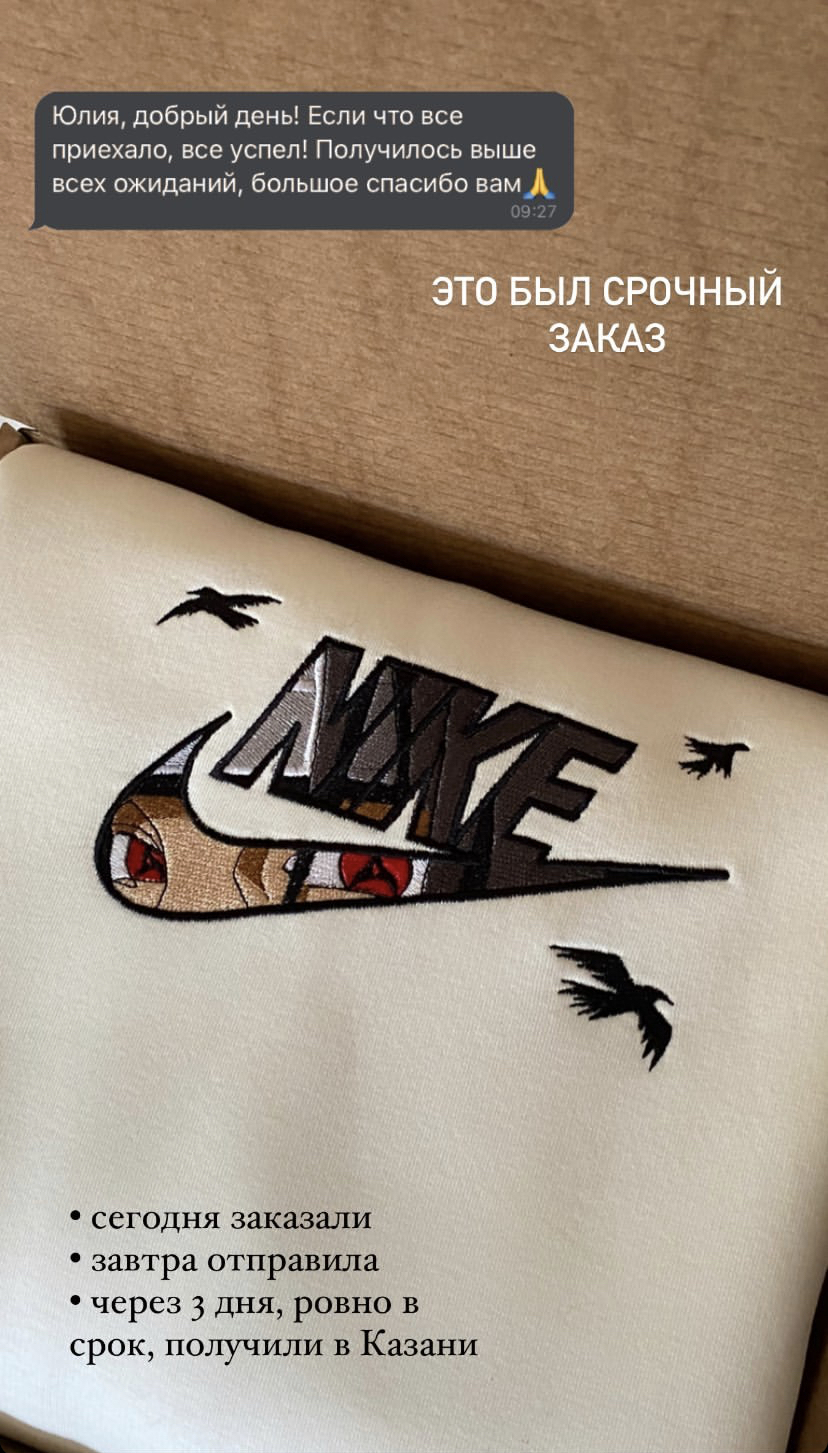 Юлия, добрый день! Если что все
приехало, все успел! Получилось выше
всех ожиданий, большое спасибо вам🙏
09:27
ЭТО БЫЛ СРОЧНЫЙ
ЗАКАЗ
NIKE
• сегодня заказали
• завтра отправила
• через 3 дня, ровно в
срок, получили в Казани